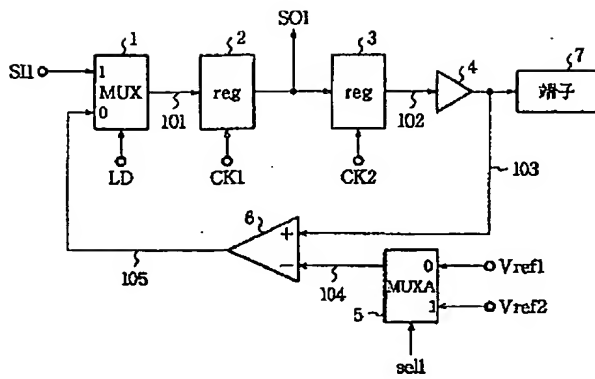 SO1
1
2
3
4
7
SI1
1
MUX
0
101
reg
reg
102
端子
LD
CK1
CK2
103
6
+
−
105
104
0
MUXA
1
5
Vref1
Vref2
sel1